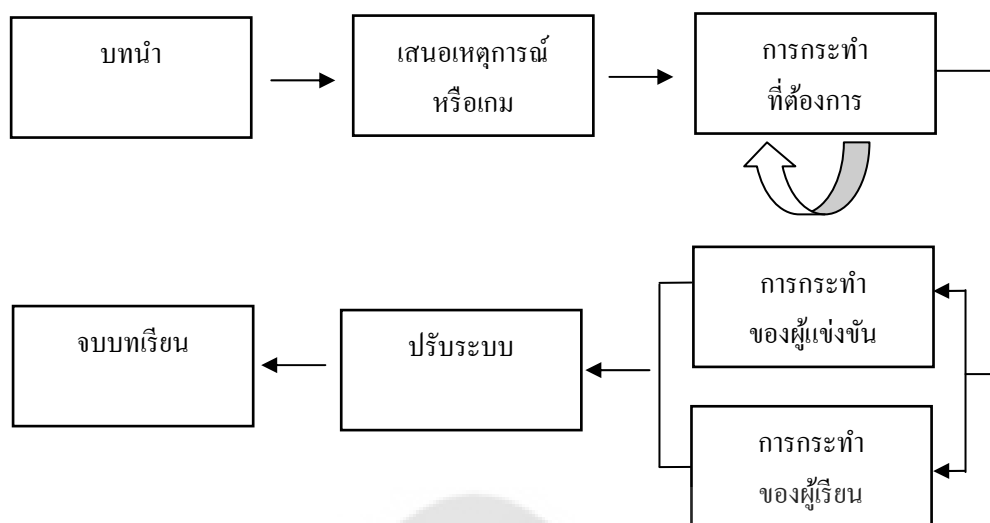 บทนำ
เสนอเหตุการณ์
หรือเกม
การกระทำ
ที่ต้องการ
การกระทำ
ของผู้แข่งขัน
การกระทำ
ของผู้เรียน
ปรับระบบ
จบบทเรียน